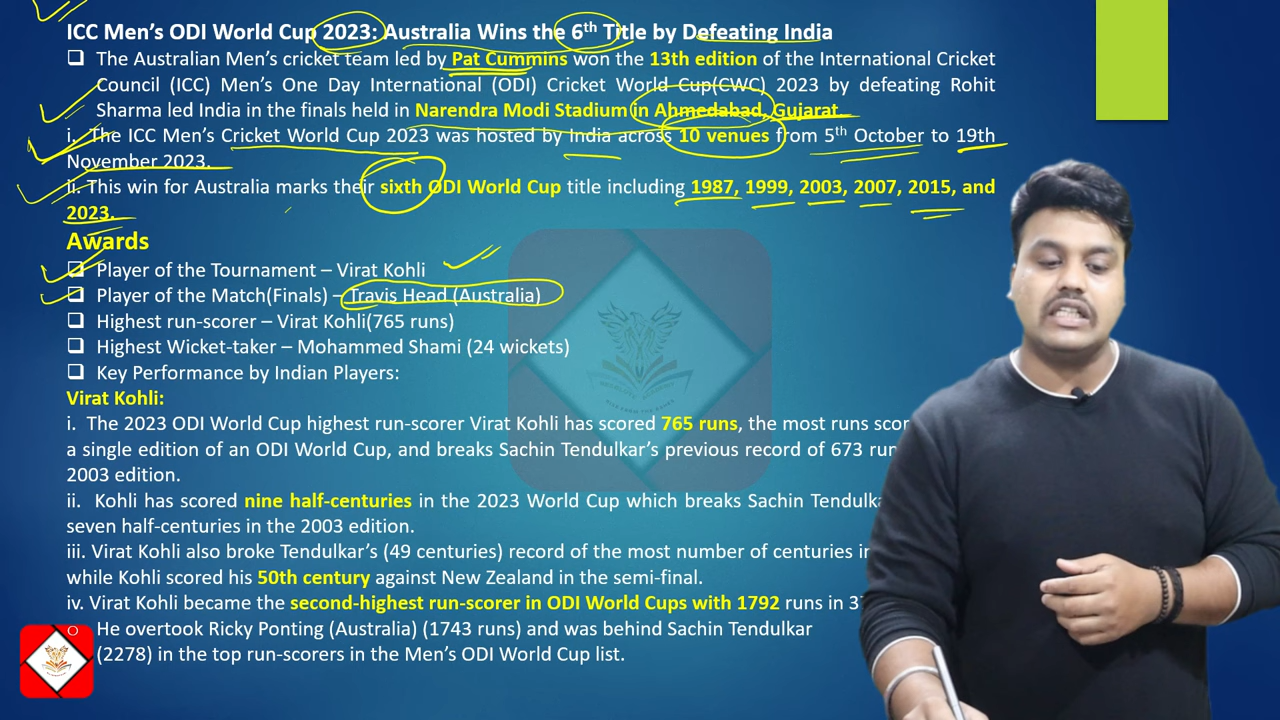 ICC Men's ODI World Cup 2023: Australia Wins the 6th Title by Defeating India
❑ The Australian Men's cricket team led by Pat Cummins won the 13th edition of the International Cricket
Council (ICC) Men's One Day International (ODI) Cricket World Cup(CWC) 2023 by defeating Rohit
Sharma led India in the finals held in Narendra Modi Stadium in Ahmedabad, Gujarat.
i. The ICC Men's Cricket World Cup 2023 was hosted by India across 10 venues from 5th October to 19th
November 2023.
ii. This win for Australia marks their sixth ODI World Cup title including 1987, 1999, 2003, 2007, 2015, and
2023.
Awards
❑ Player of the Tournament – Virat Kohli
❑ Player of the Match(Finals) – Travis Head (Australia)
❑ Highest run-scorer – Virat Kohli(765 runs)
❑ Highest Wicket-taker – Mohammed Shami (24 wickets)
❑ Key Performance by Indian Players:
Virat Kohli:
i. The 2023 ODI World Cup highest run-scorer Virat Kohli has scored 765 runs, the most runs
a single edition of an ODI World Cup, and breaks Sachin Tendulkar's previous record of 673
2003 edition.
ii. Kohli has scored nine half-centuries in the 2023 World Cup which breaks Sachin
seven half-centuries in the 2003 edition.
iii. Virat Kohli also broke Tendulkar's (49 centuries) record of the most number of centuries
while Kohli scored his 50th century against New Zealand in the semi-final.
iv. Virat Kohli became the second-highest run-scorer in ODI World Cups with 1792 runs in
o He overtook Ricky Ponting (Australia) (1743 runs) and was behind Sachin Tendulkar
(2278) in the top run-scorers in the Men's ODI World Cup list.